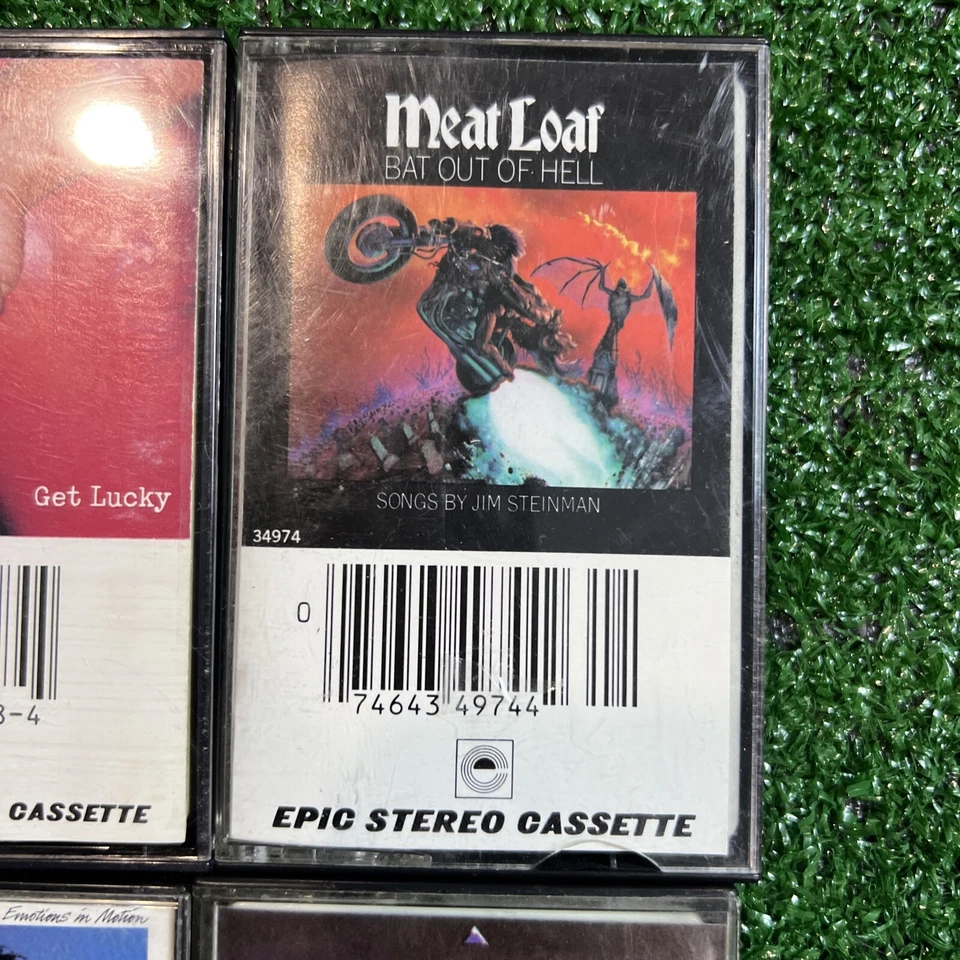 Meat Loaf
BAT OUT OF HELL
SONGS BY JIM STEINMAN
34974
0
74643 49744
EPIC STEREO CASSETTE
Get Lucky
-4
CASSETTE
Emotions in Motion